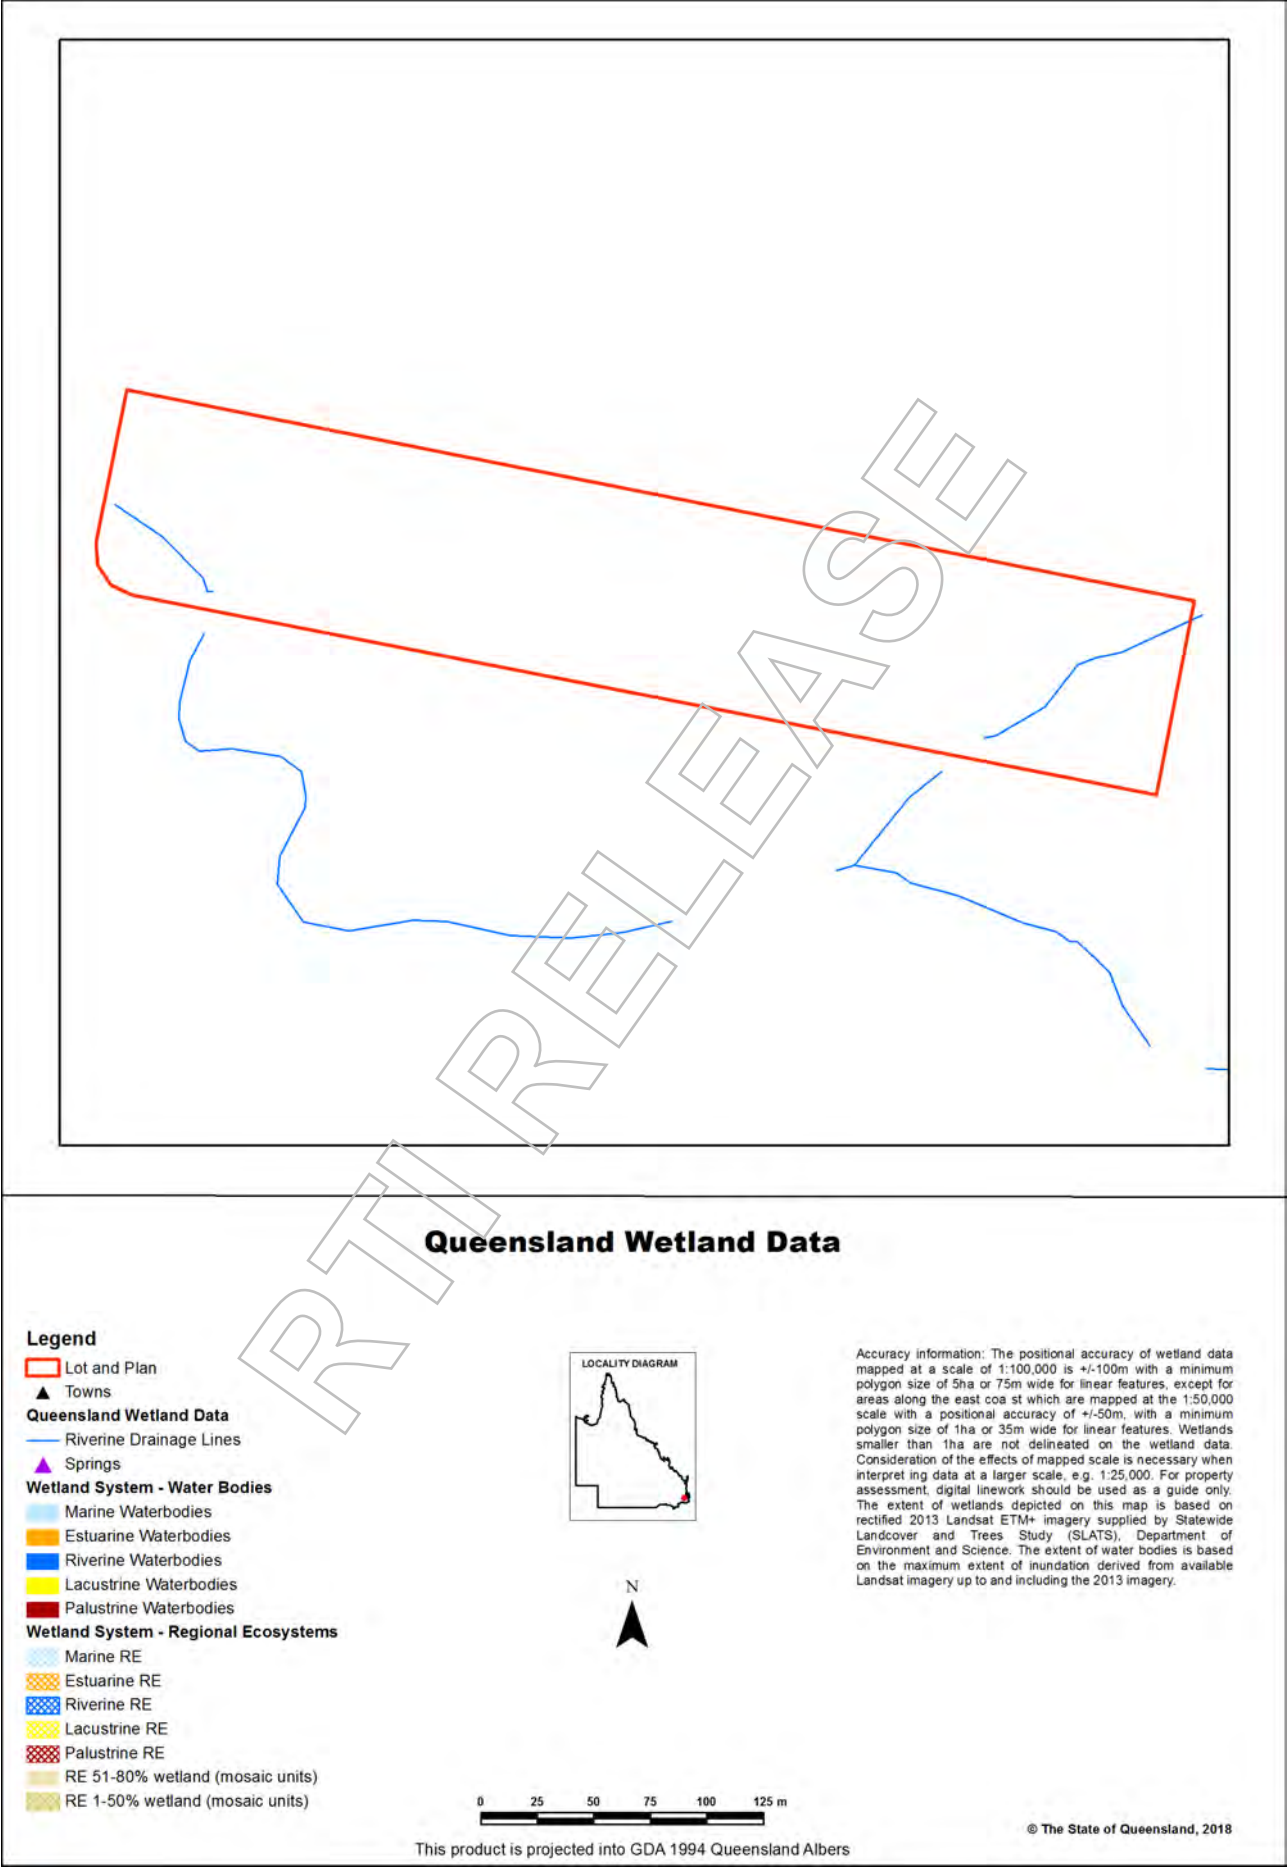 RTI RELEASE
Queensland Wetland Data
Legend
Lot and Plan
Towns
Queensland Wetland Data
Riverine Drainage Lines
Springs
Wetland System - Water Bodies
Marine Waterbodies
Estuarine Waterbodies
Riverine Waterbodies
Lacustrine Waterbodies
Palustrine Waterbodies
Wetland System - Regional Ecosystems
Marine RE
Estuarine RE
Riverine RE
Lacustrine RE
Palustrine RE
RE 51-80% wetland (mosaic units)
RE 1-50% wetland (mosaic units)
LOCALITY DIAGRAM
N
0 25 50 75 100 125 m
This product is projected into GDA 1994 Queensland Albers
Accuracy information: The positional accuracy of wetland data
mapped at a scale of 1:100,000 is +/-100m with a minimum
polygon size of 5ha or 75m wide for linear features, except for
areas along the east coa st which are mapped at the 1:50,000
scale with a positional accuracy of +/-50m, with a minimum
polygon size of 1ha or 35m wide for linear features. Wetlands
smaller than 1ha are not delineated on the wetland data.
Consideration of the effects of mapped scale is necessary when
interpret ing data at a larger scale, e.g. 1:25,000. For property
assessment, digital linework should be used as a guide only.
The extent of wetlands depicted on this map is based on
rectified 2013 Landsat ETM+ imagery supplied by Statewide
Landcover and Trees Study (SLATS), Department of
Environment and Science. The extent of water bodies is based
on the maximum extent of inundation derived from available
Landsat imagery up to and including the 2013 imagery.
© The State of Queensland, 2018